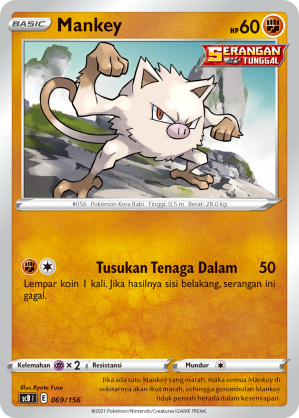 BASIC Mankey HP60
SERANGAN
TUNGGAL
#056 Pokémon Kera Babi Tinggi: 0.5 m Berat: 28.0 kg
Tusukan Tenaga Dalam 50
Lempar koin 1 kali. Jika hasilnya sisi belakang, serangan ini
gagal.
Kelemahan ×2 Resistansi Mundur
Illus. Ryota Fuse
Jika ada satu Mankey yang marah, maka semua Mankey di
sekitarnya akan ikut marah, sehingga gerombolan Mankey
tidak pernah berada dalam kesenyapan.
sc1D I E 069/156
©2021 Pokémon/Nintendo/Creatures/GAME FREAK